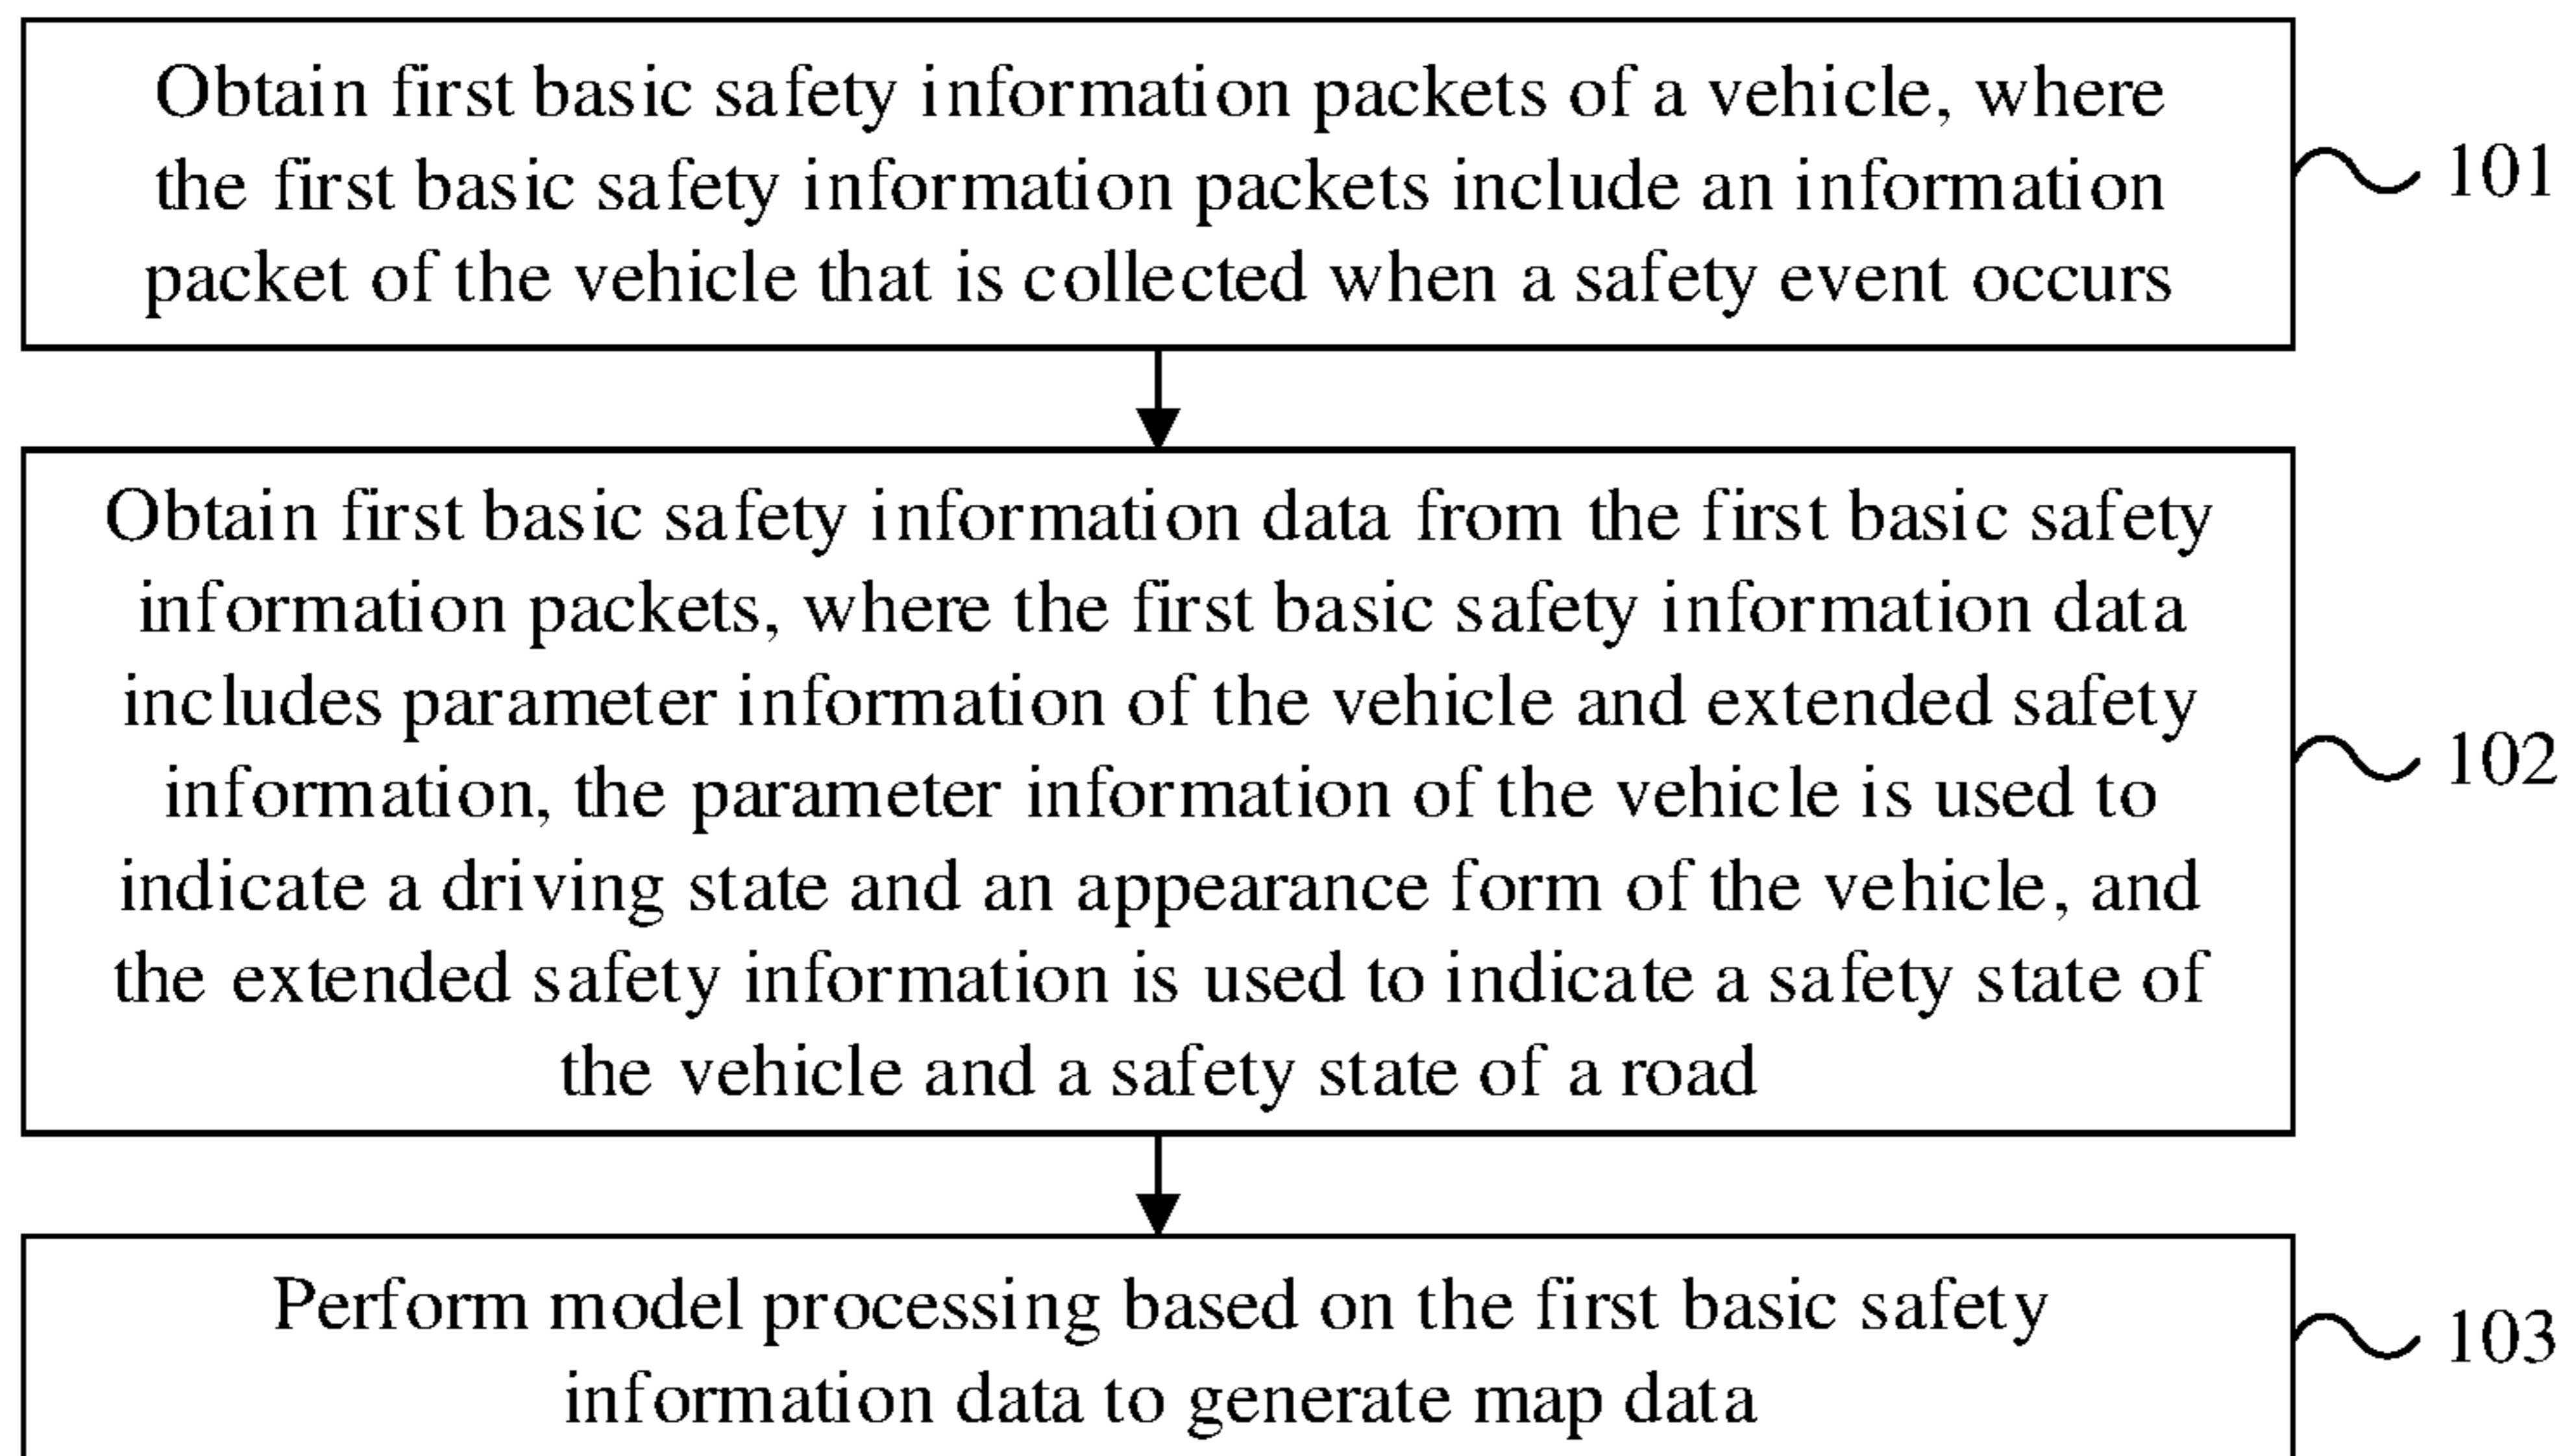 Obtain first basic safety information packets of a vehicle, where
the first basic safety information packets include an information
packet of the vehicle that is collected when a safety event occurs
101
Obtain first basic safety information data from the first basic safety
information packets, where the first basic safety information data
includes parameter information of the vehicle and extended safety
information, the parameter information of the vehicle is used to
indicate a driving state and an appearance form of the vehicle, and
the extended safety information is used to indicate a safety state of
the vehicle and a safety state of a road
102
Perform model processing based on the first basic safety
information data to generate map data
103